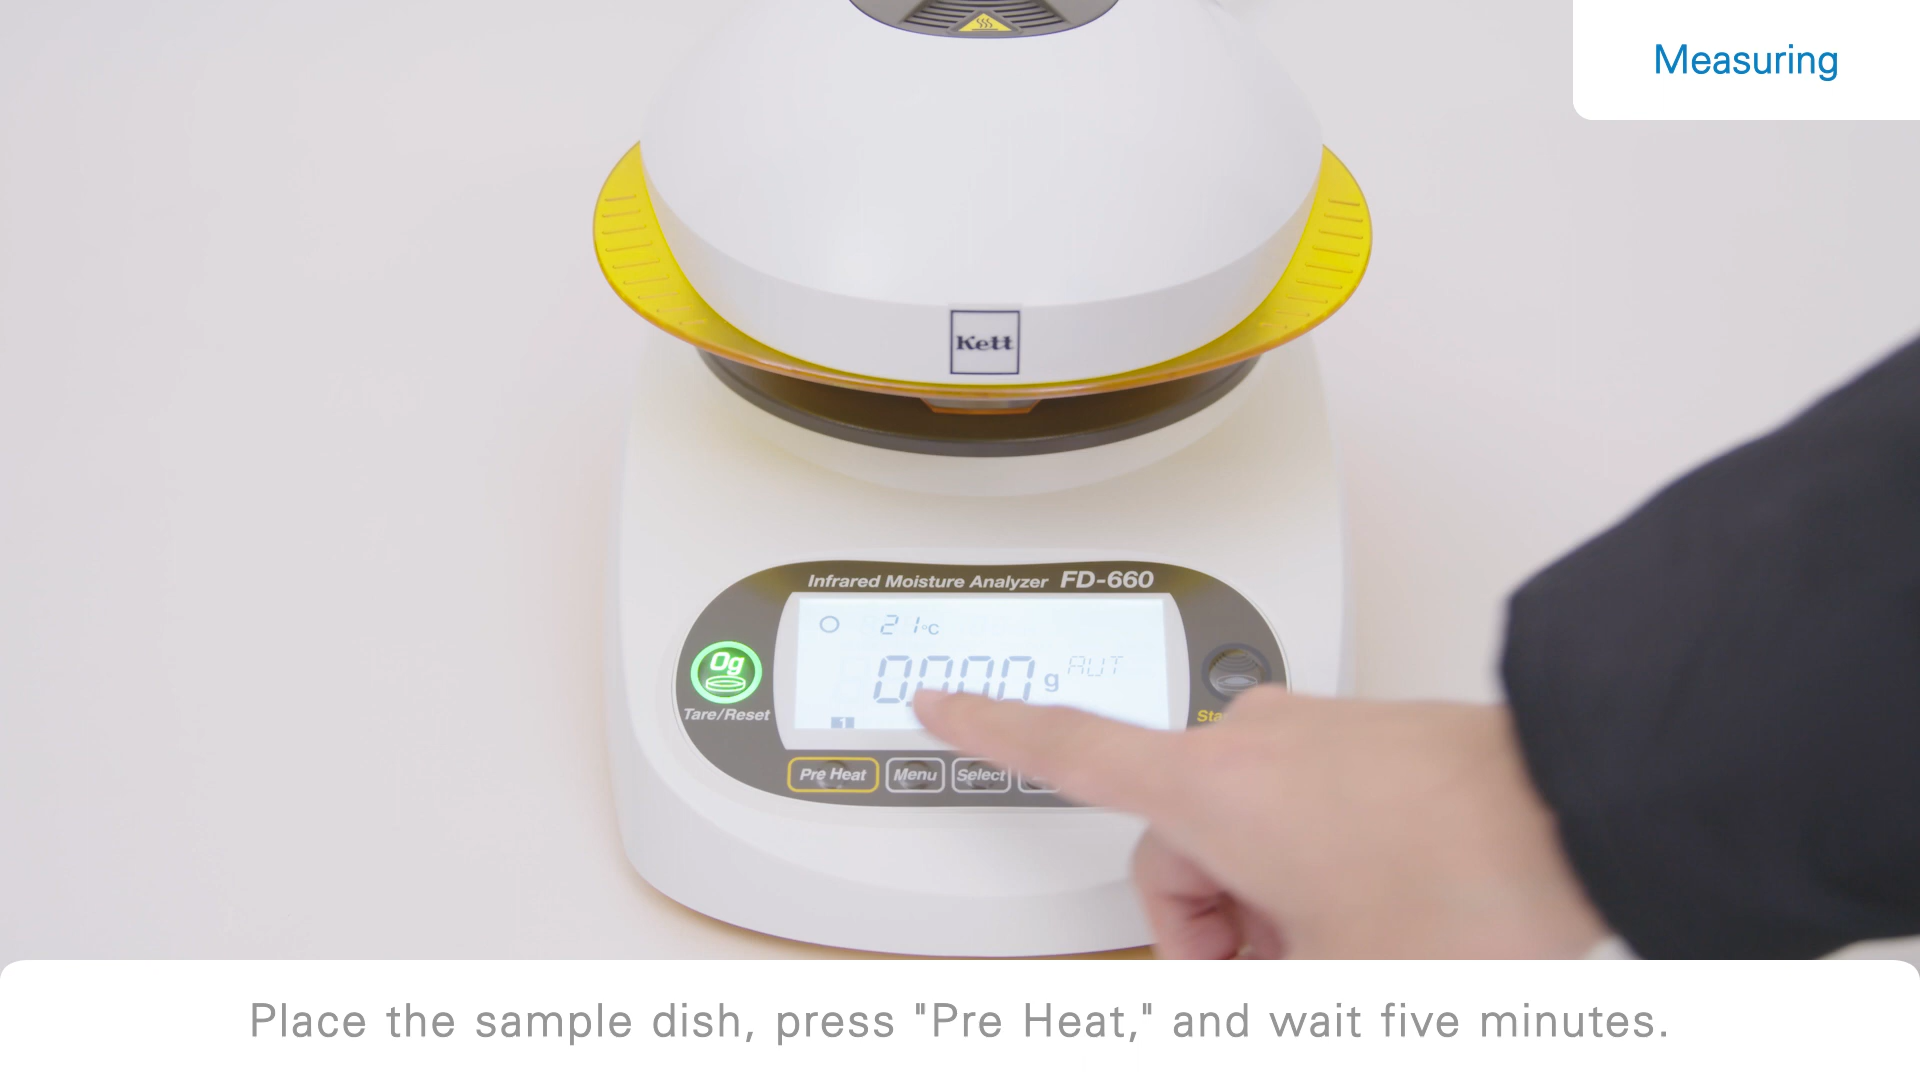 Measuring
Kett
Infrared Moisture Analyzer FD-660
21°C
0g
0.000 g AUT
Tare/Reset
1
Pre Heat Menu Select
Place the sample dish, press "Pre Heat," and wait five minutes.